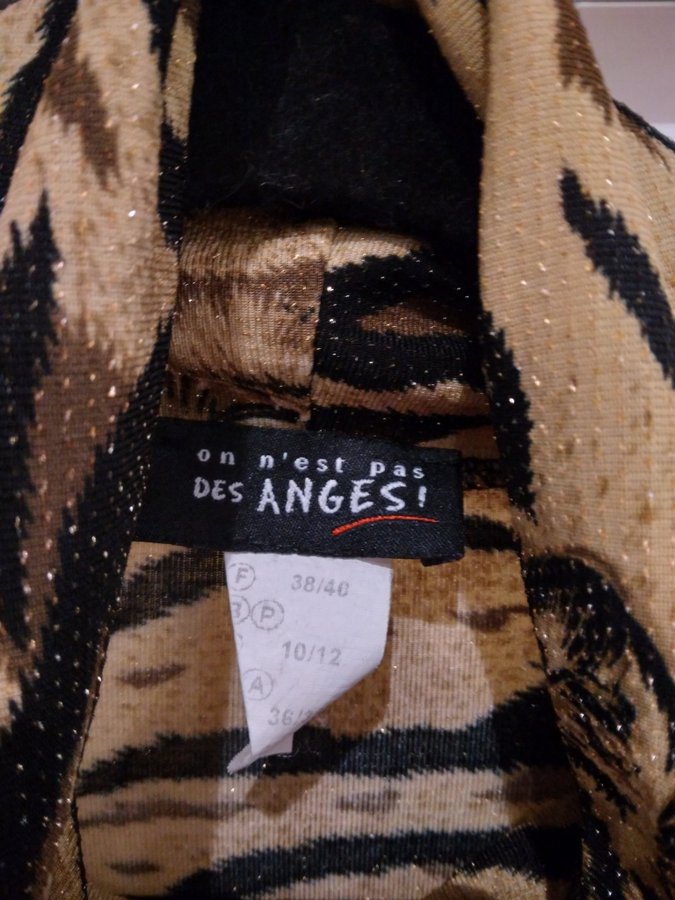 on n'est pas
DES ANGES!
F 38/40
P
10/12
A